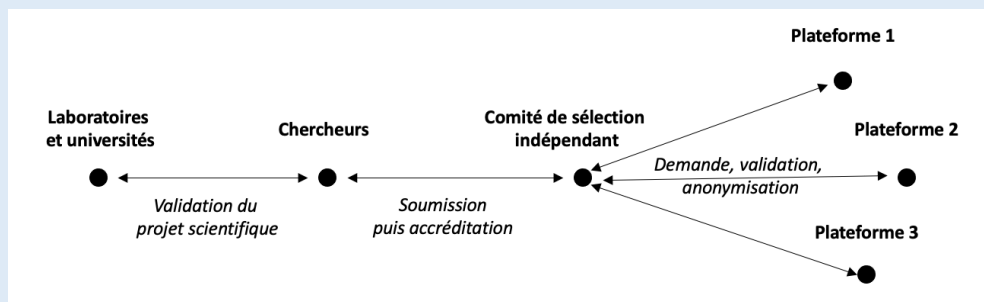 Laboratoires
et universités
Chercheurs
Comité de sélection
indépendant
Plateforme 1
Plateforme 2
Plateforme 3
Validation du
projet scientifique
Soumission
puis accréditation
Demande, validation,
anonymisation